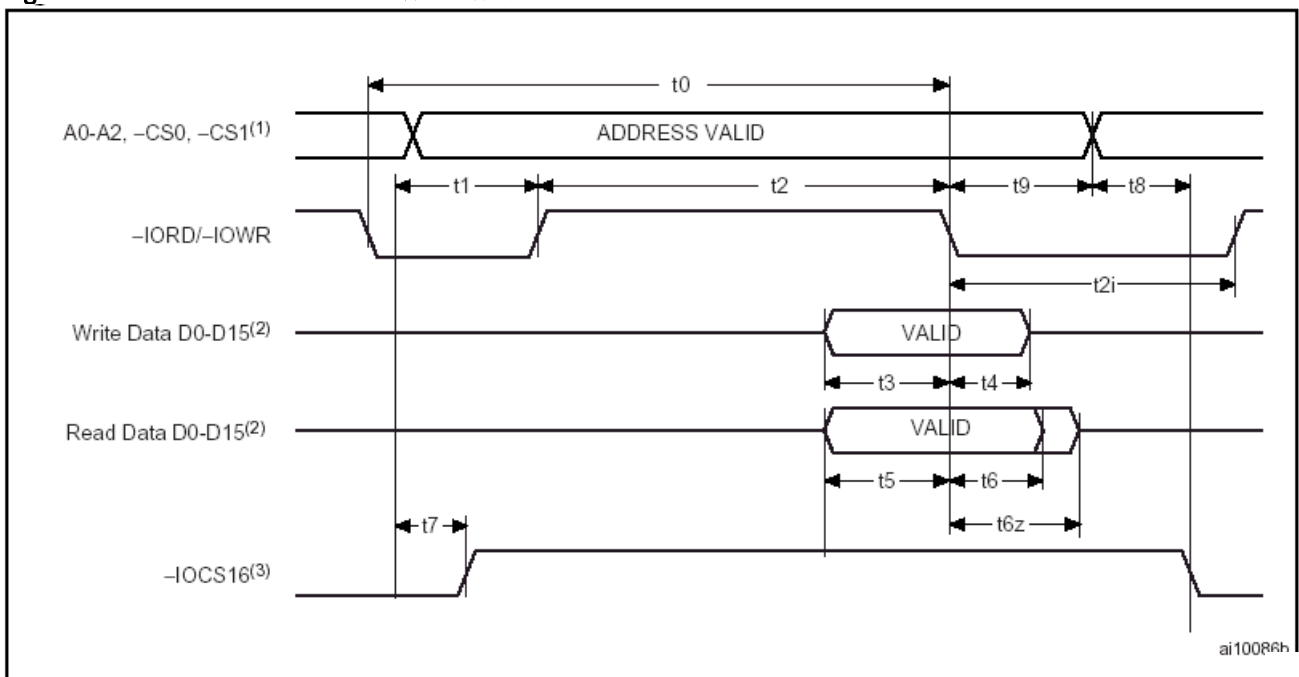 t0
A0-A2, –CS0, –CS1(1)
ADDRESS VALID
t1
t2
t9
t8
–IORD/–IOWR
t2i
Write Data D0-D15(2)
VALID
t3
t4
Read Data D0-D15(2)
VALID
t5
t6
t7
t6z
–IOCS16(3)
ai10086b